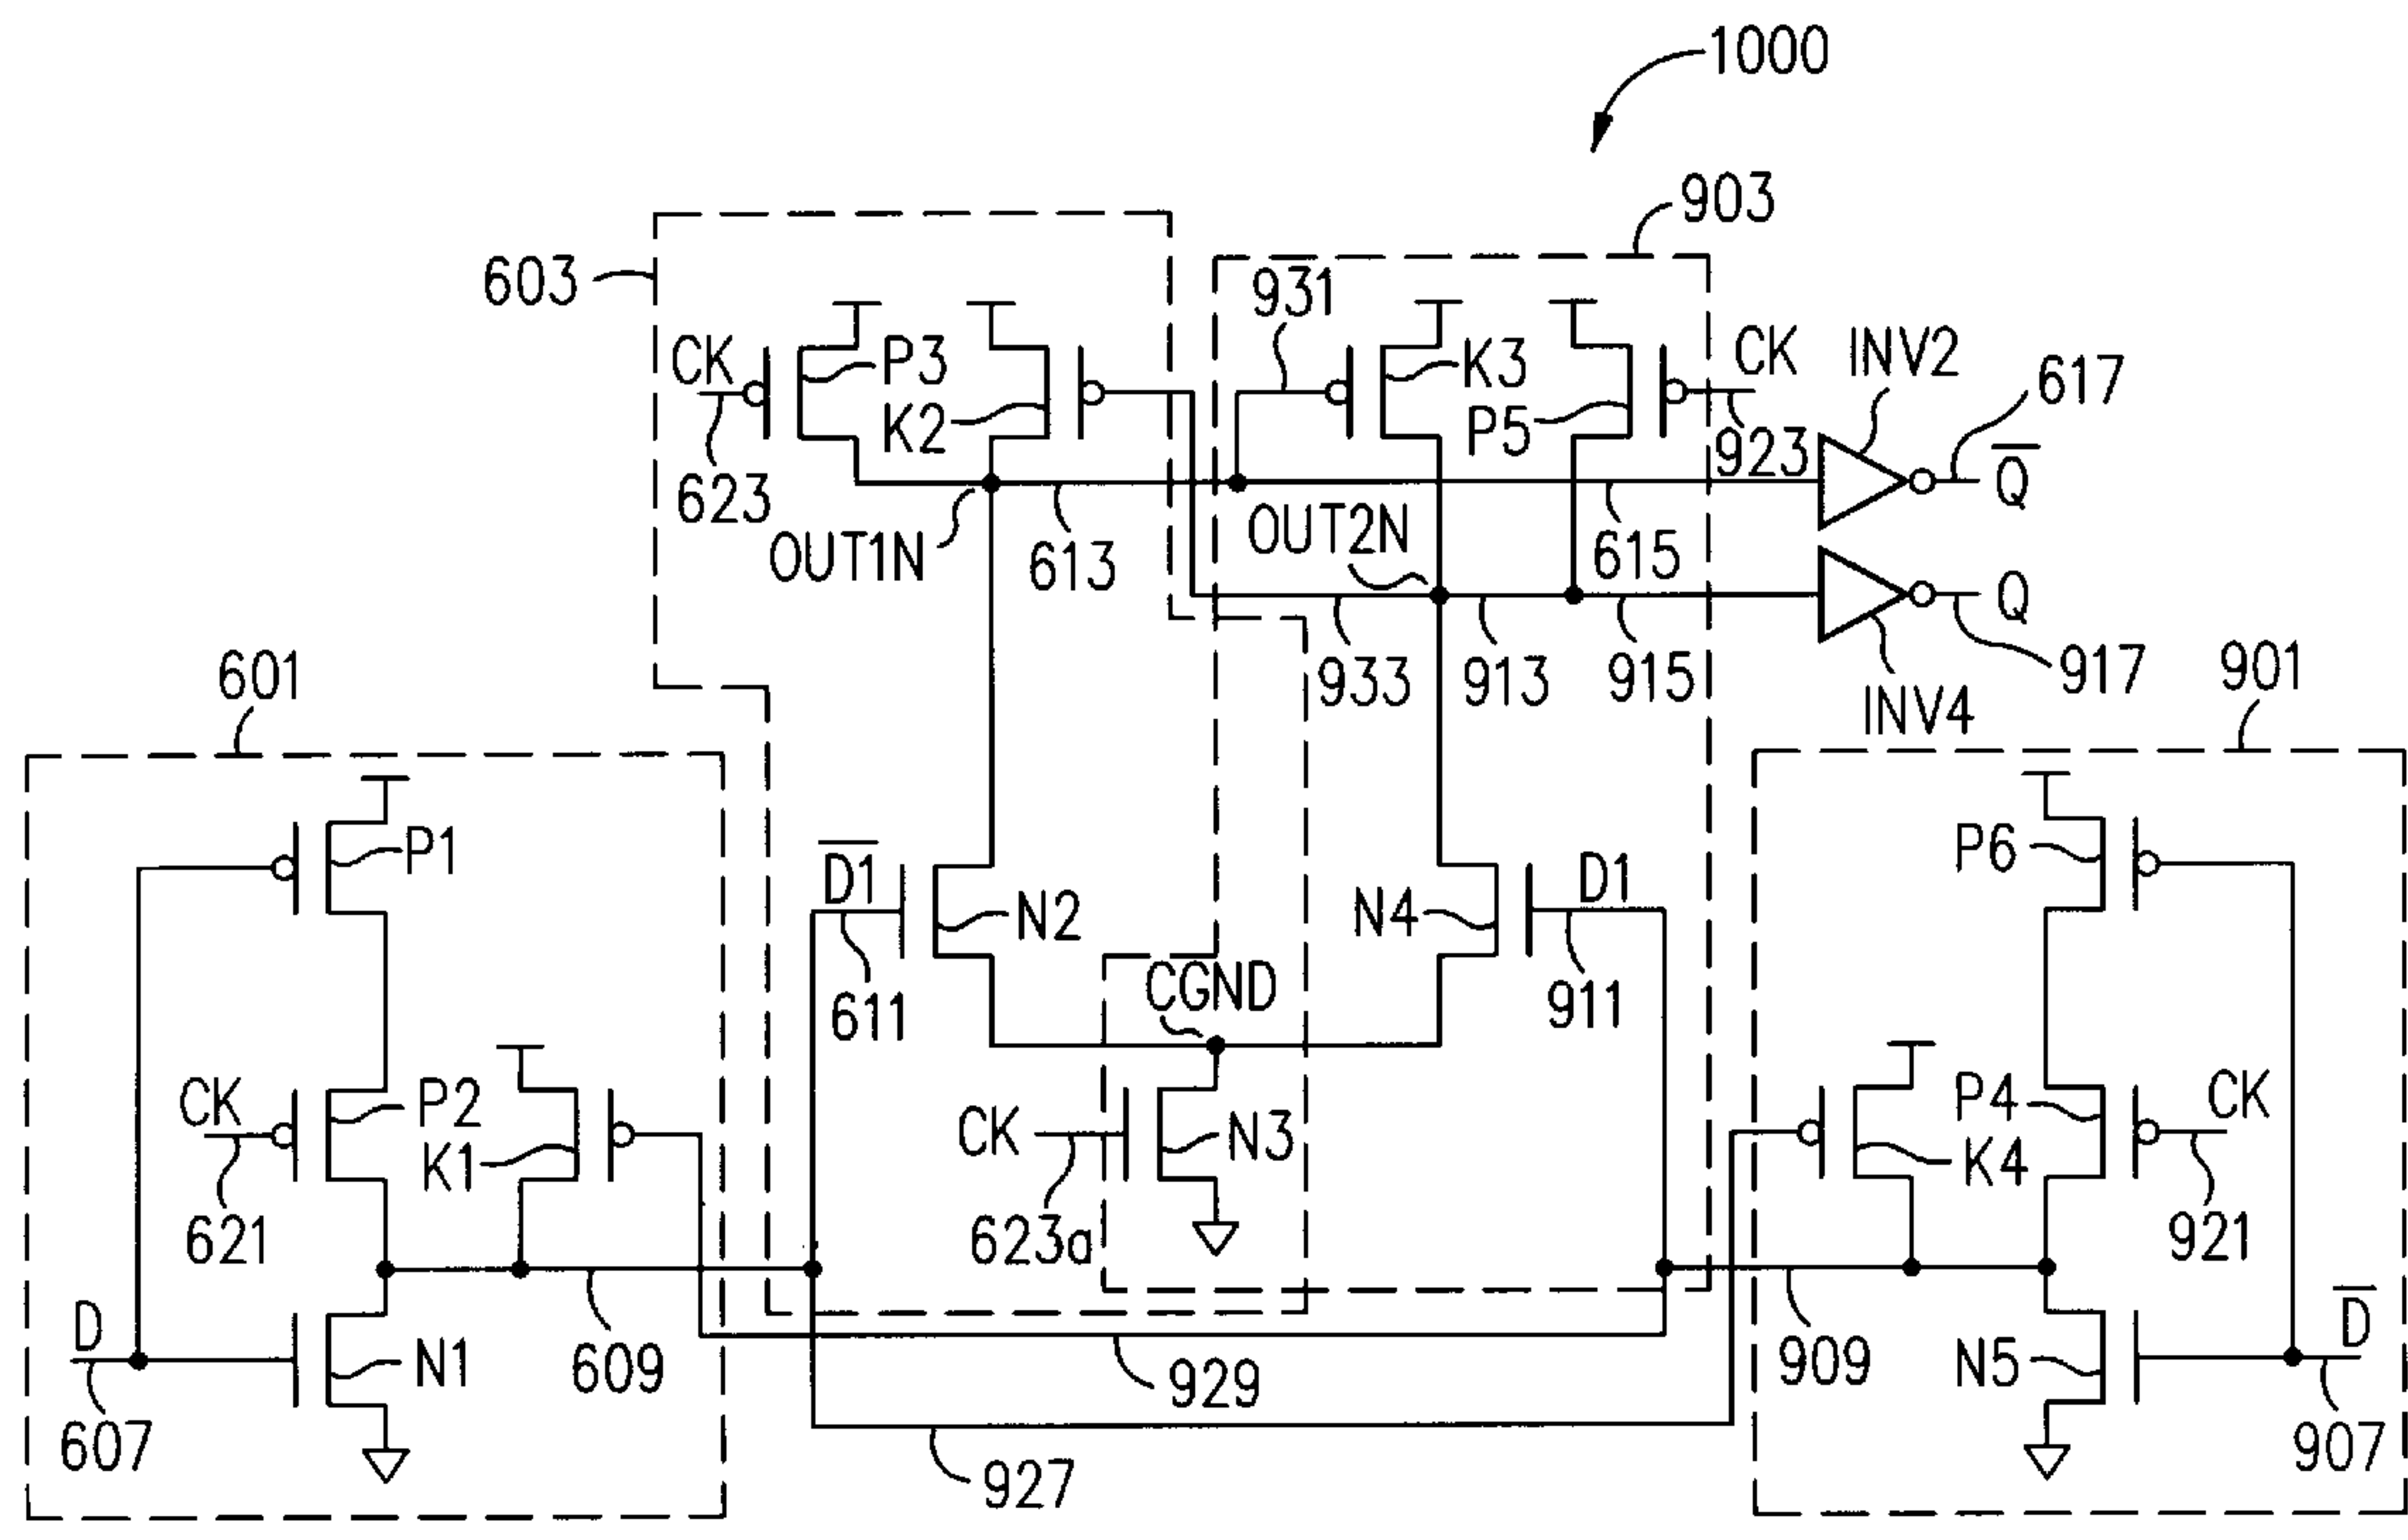 1000
903
603
931
CK
P3
K2
K3
P5
CK
INV2
617
623
923
Q̅
OUT1N
613
OUT2N
615
Q
933
913
915
917
INV4
601
901
P1
P6
D̅1̅
N2
N4
D1
611
CGND
911
CK
P2
K1
CK
N3
P4
K4
CK
621
623a
921
D
N1
609
929
909
N5
D̅
607
927
907